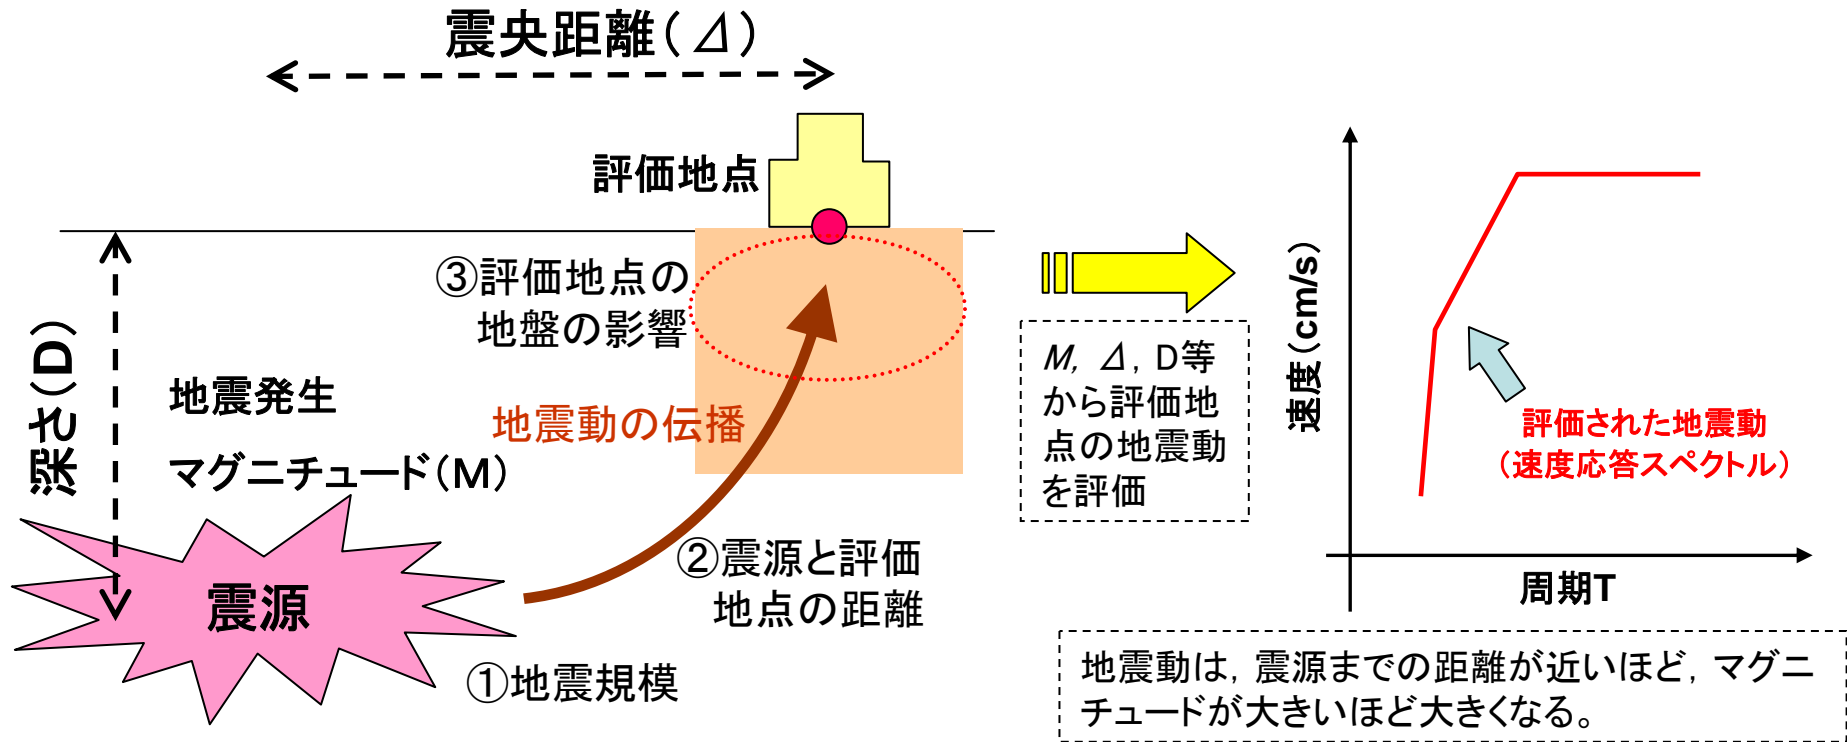 震央距離(Δ)
評価地点
③評価地点の
地盤の影響
深さ(D)
地震発生
マグニチュード(M)
地震動の伝播
震源
②震源と評価
地点の距離
①地震規模
M, Δ, D等
から評価地
点の地震動
を評価
速度(cm/s)
評価された地震動
(速度応答スペクトル)
周期T
地震動は, 震源までの距離が近いほど, マグニ
チュードが大きいほど大きくなる。